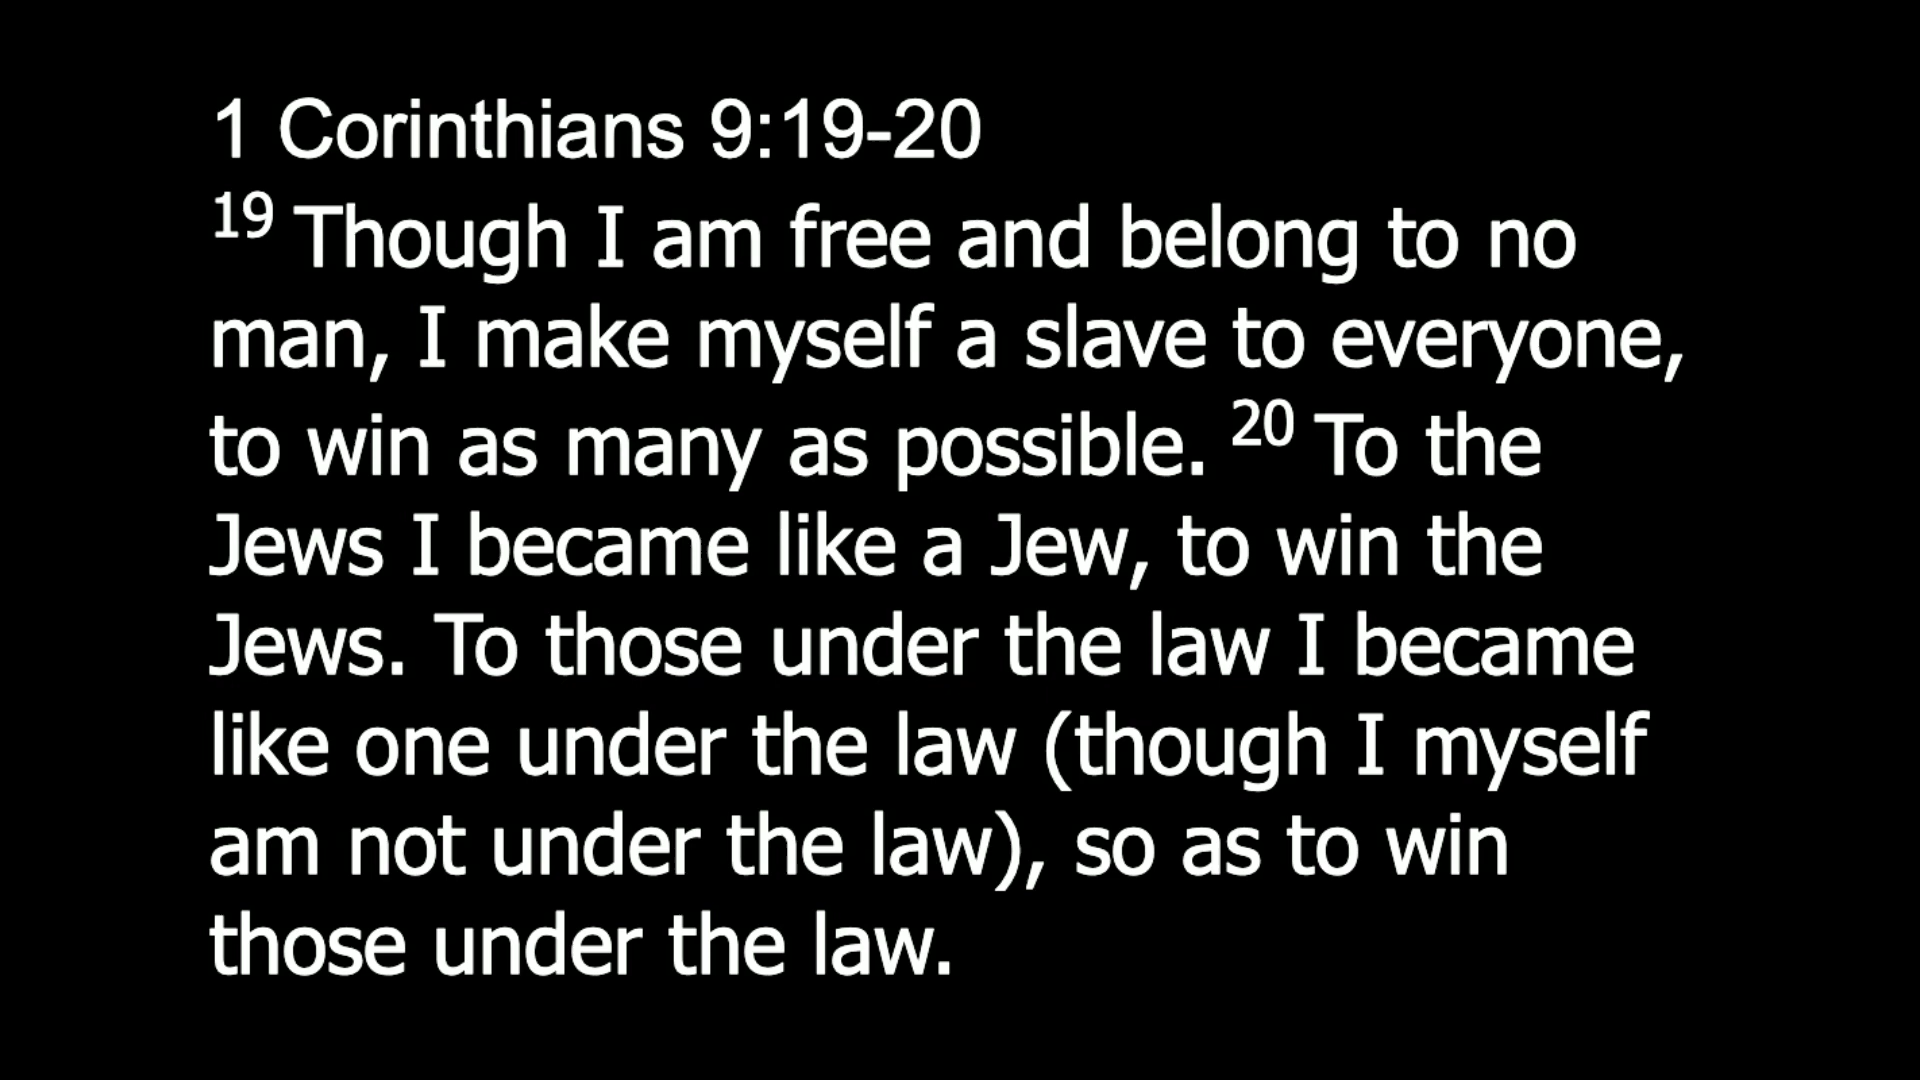 1 Corinthians 9:19-20
19 Though I am free and belong to no
man, I make myself a slave to everyone,
to win as many as possible. 20 To the
Jews I became like a Jew, to win the
Jews. To those under the law I became
like one under the law (though I myself
am not under the law), so as to win
those under the law.